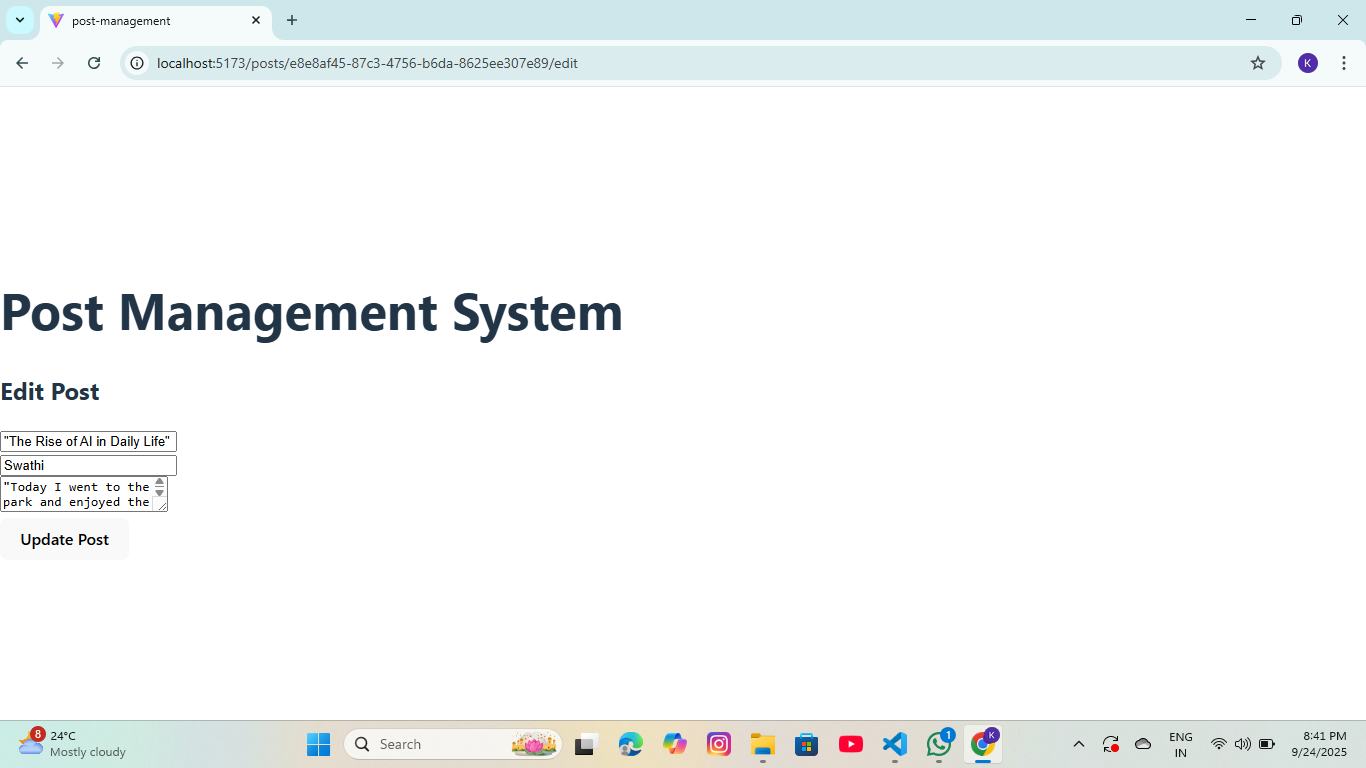 post-management
localhost:5173/posts/e8e8af45-87c3-4756-b6da-8625ee307e89/edit
K
Post Management System
Edit Post
"The Rise of AI in Daily Life"
Swathi
"Today I went to the
park and enjoyed the
Update Post
8
24°C
Mostly cloudy
Search
1
K
ENG
IN
8:41 PM
9/24/2025